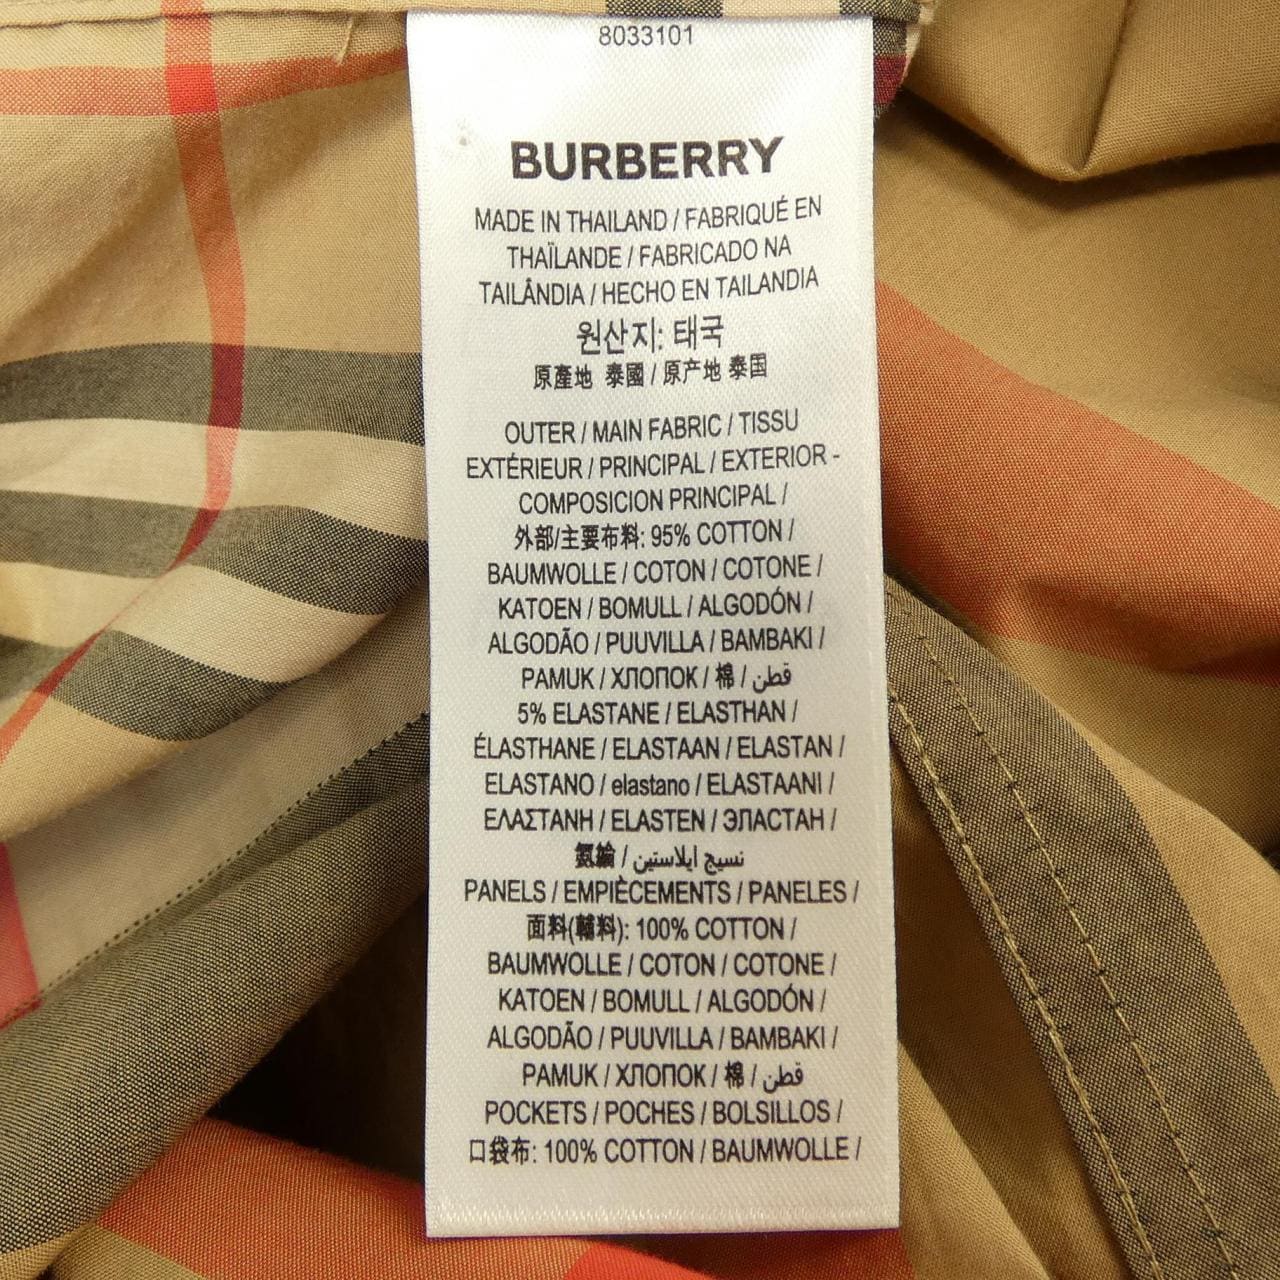 8033101
BURBERRY
MADE IN THAILAND / FABRIQUÉ EN
THAÏLANDE / FABRICADO NA
TAILÂNDIA / HECHO EN TAILANDIA
원산지: 태국
原產地 泰國 / 原产地 泰国
OUTER / MAIN FABRIC / TISSU
EXTÉRIEUR / PRINCIPAL / EXTERIOR -
COMPOSICION PRINCIPAL /
外部/主要布料: 95% COTTON /
BAUMWOLLE / COTON / COTONE /
KATOEN / BOMULL / ALGODÓN /
ALGODÃO / PUUVILLA / BAMBAKI /
PAMUK / ХЛОПОК / 棉 / قطن
5% ELASTANE / ELASTHAN /
ÉLASTHANE / ELASTAAN / ELASTAN /
ELASTANO / elastano / ELASTAANI /
ΕΛΑΣΤΑΝΗ / ELASTEN / ЭЛАСТАН /
氨綸 / نسيج ايلاستين
PANELS / EMPIÈCEMENTS / PANELES /
面料(輔料): 100% COTTON /
BAUMWOLLE / COTON / COTONE /
KATOEN / BOMULL / ALGODÓN /
ALGODÃO / PUUVILLA / BAMBAKI /
PAMUK / ХЛОПОК / 棉 / قطن
POCKETS / POCHES / BOLSILLOS /
口袋布: 100% COTTON / BAUMWOLLE /